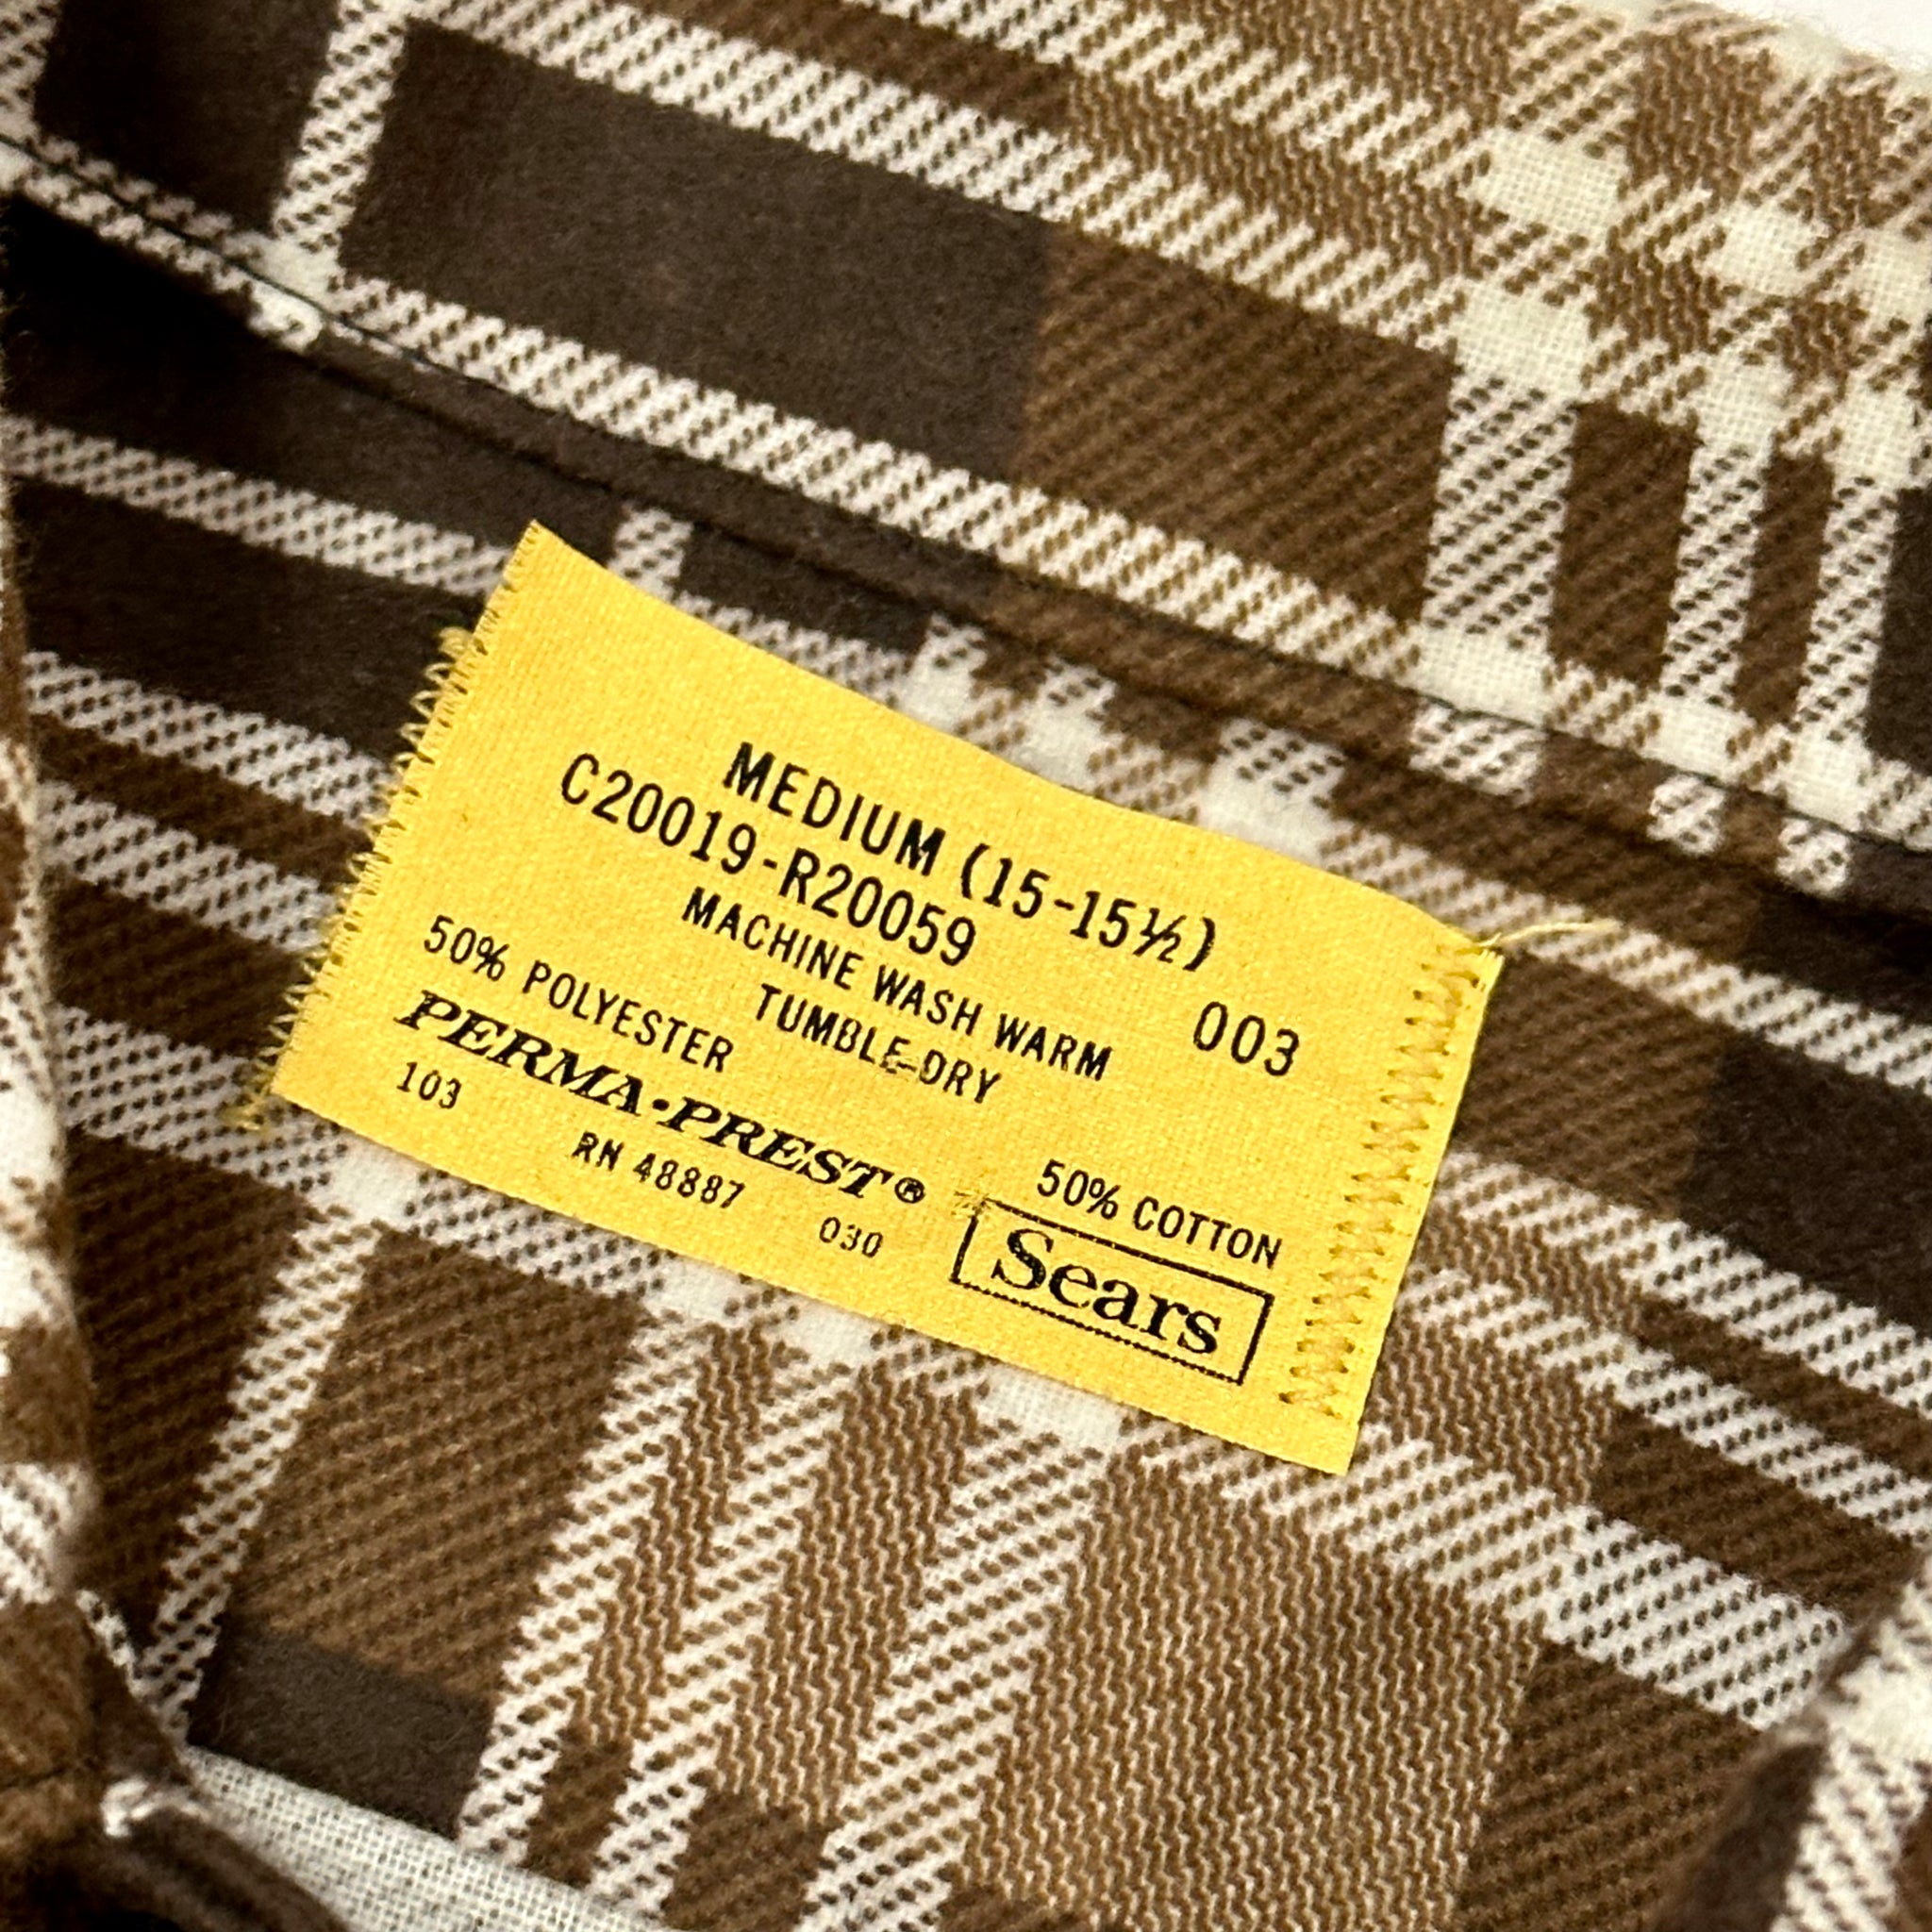 MEDIUM (15-15½)
C20019-R20059
MACHINE WASH WARM 003
TUMBLE-DRY
50% POLYESTER 50% COTTON
PERMA·PREST® Sears
103 RN 48887 030